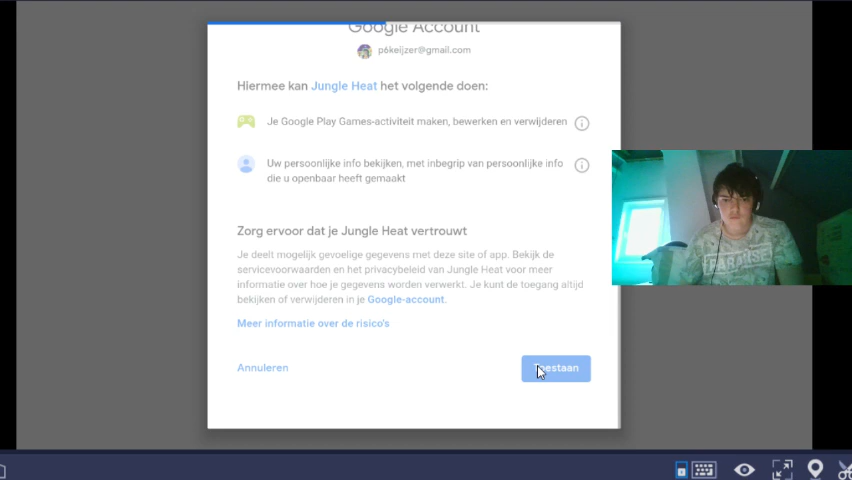 Google Account
p6keijzer@gmail.com
Hiermee kan Jungle Heat het volgende doen:
Je Google Play Games-activiteit maken, bewerken en verwijderen
Uw persoonlijke info bekijken, met inbegrip van persoonlijke info
die u openbaar heeft gemaakt
Zorg ervoor dat je Jungle Heat vertrouwt
Je deelt mogelijk gevoelige gegevens met deze site of app. Bekijk de
servicevoorwaarden en het privacybeleid van Jungle Heat voor meer
informatie over hoe je gegevens worden verwerkt. Je kunt de toegang altijd
bekijken of verwijderen in je Google-account.
Meer informatie over de risico's
Annuleren
Toestaan
PARADISE